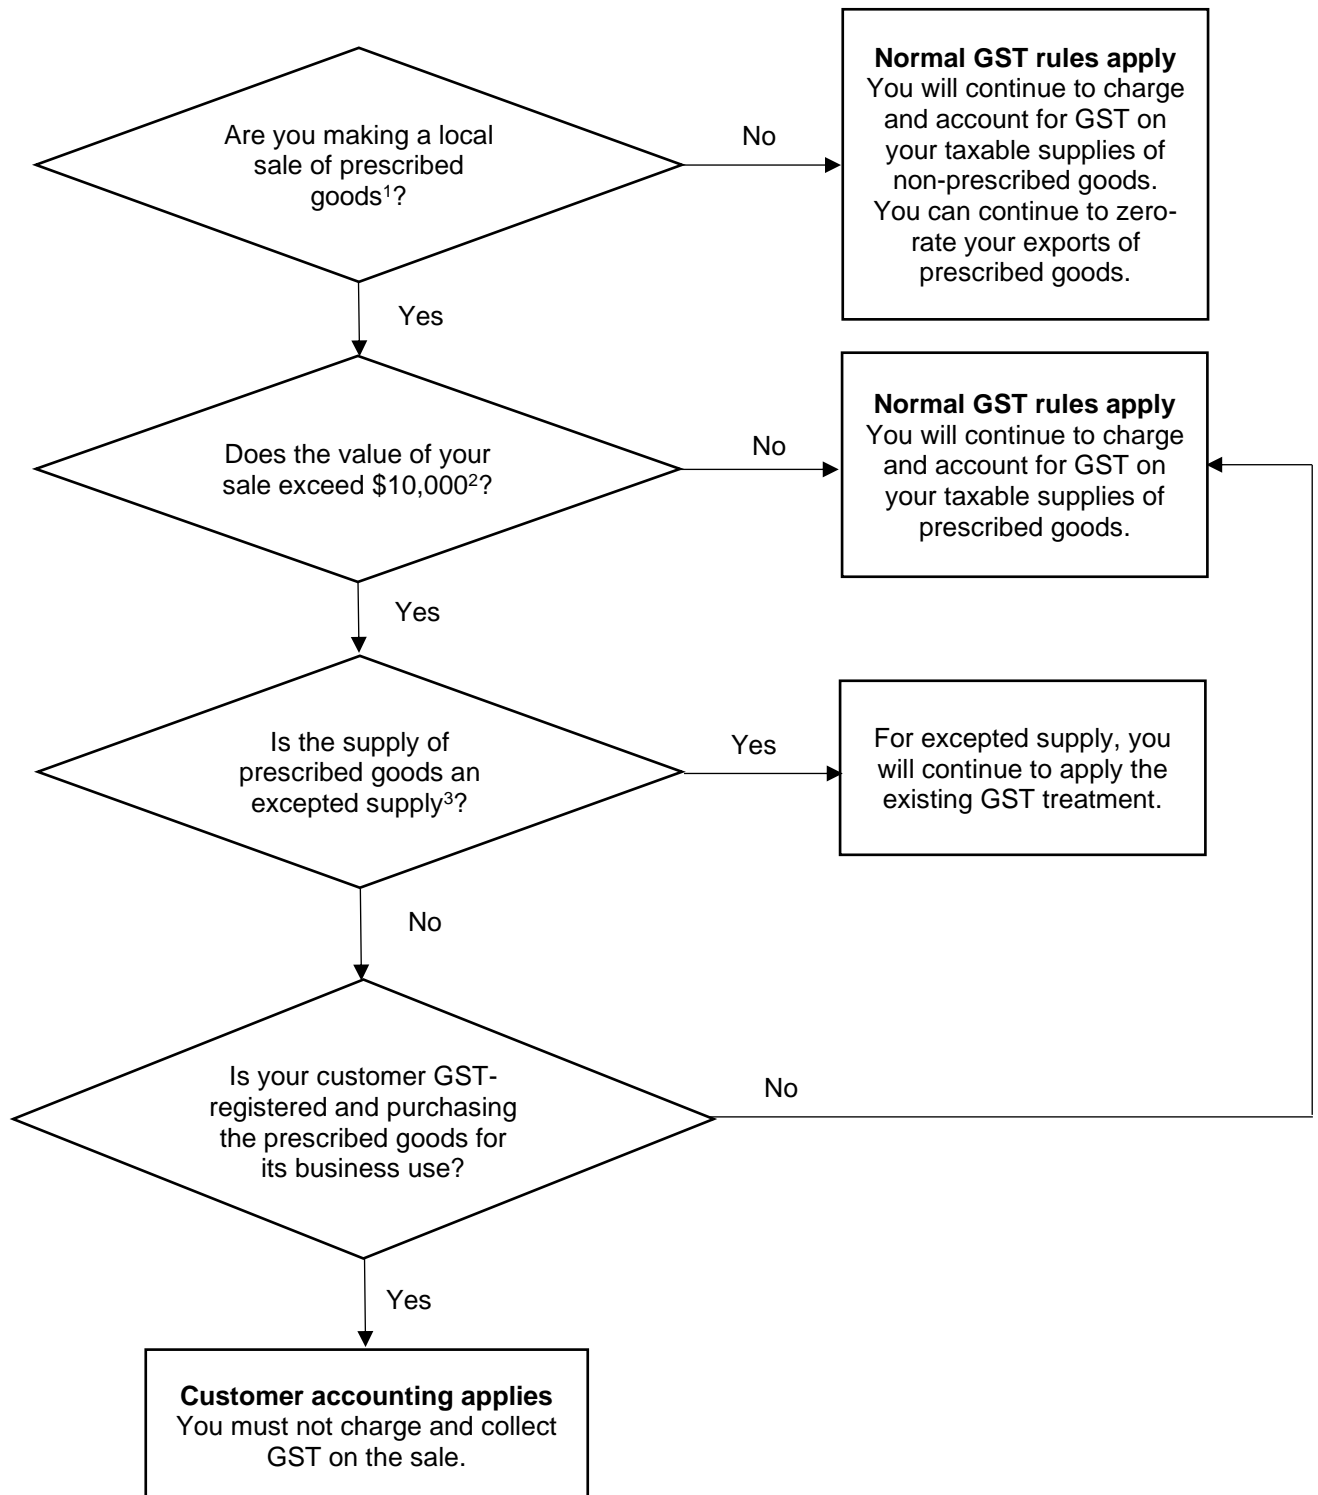 Are you making a local
sale of prescribed
goods¹?
No
Normal GST rules apply
You will continue to charge
and account for GST on
your taxable supplies of
non-prescribed goods.
You can continue to zero-
rate your exports of
prescribed goods.
Yes
Does the value of your
sale exceed $10,000²?
No
Normal GST rules apply
You will continue to charge
and account for GST on
your taxable supplies of
prescribed goods.
Yes
Is the supply of
prescribed goods an
excepted supply³?
Yes
For excepted supply, you
will continue to apply the
existing GST treatment.
No
Is your customer GST-
registered and purchasing
the prescribed goods for
its business use?
No
Yes
Customer accounting applies
You must not charge and collect
GST on the sale.